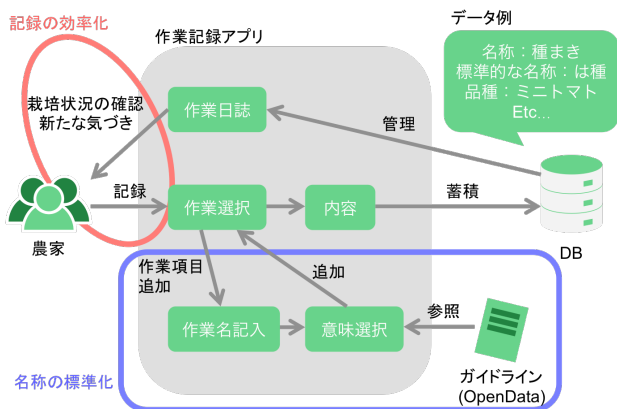 記録の効率化
作業記録アプリ
データ例
名称：種まき
標準的な名称：は種
品種：ミニトマト
Etc...
栽培状況の確認
新たな気づき
作業日誌
管理
記録
作業選択
内容
蓄積
農家
DB
作業項目
追加
追加
作業名記入
意味選択
参照
名称の標準化
ガイドライン
(OpenData)